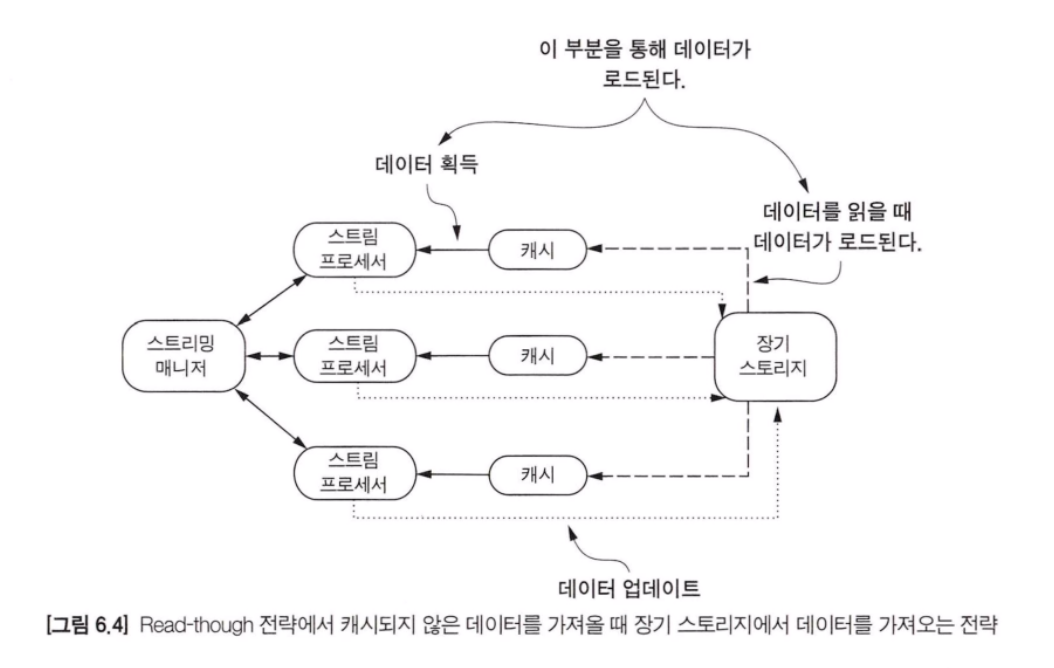 이 부분을 통해 데이터가
로드된다.
데이터 획득
데이터를 읽을 때
데이터가 로드된다.
스트림
프로세서
캐시
스트리밍
매니저
스트림
프로세서
캐시
장기
스토리지
스트림
프로세서
캐시
데이터 업데이트
[그림 6.4] Read-though 전략에서 캐시되지 않은 데이터를 가져올 때 장기 스토리지에서 데이터를 가져오는 전략